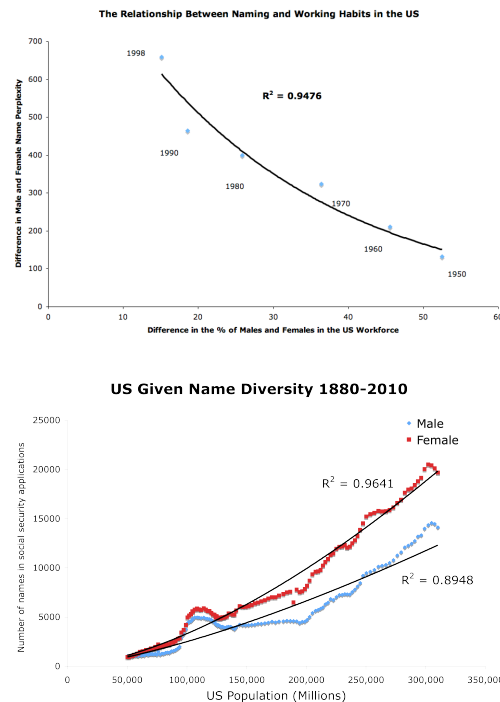 The Relationship Between Naming and Working Habits in the US
Difference in Male and Female Name Perplexity
700
600
500
400
300
200
100
0
1998
1990
1980
1970
1960
1950
R² = 0.9476
0 10 20 30 40 50 60
Difference in the % of Males and Females in the US Workforce
US Given Name Diversity 1880-2010
Number of names in social security applications
25000
20000
15000
10000
5000
0
Male
Female
R² = 0.9641
R² = 0.8948
0 50,000 100,000 150,000 200,000 250,000 300,000 350,00
US Population (Millions)